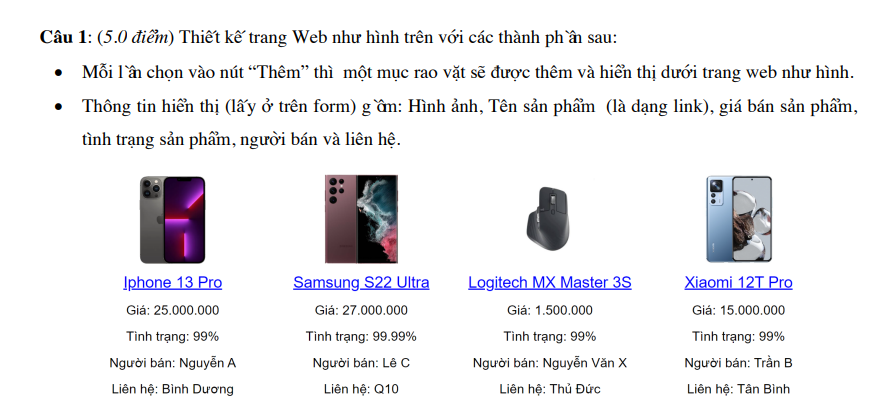 Câu 1: (5.0 điểm) Thiết kế trang Web như hình trên với các thành phần sau:
• Mỗi lần chọn vào nút “Thêm” thì một mục rao vặt sẽ được thêm và hiển thị dưới trang web như hình.
• Thông tin hiển thị (lấy ở trên form) gồm: Hình ảnh, Tên sản phẩm (là dạng link), giá bán sản phẩm,
tình trạng sản phẩm, người bán và liên hệ.
Iphone 13 Pro Samsung S22 Ultra Logitech MX Master 3S Xiaomi 12T Pro
Giá: 25.000.000 Giá: 27.000.000 Giá: 1.500.000 Giá: 15.000.000
Tình trạng: 99% Tình trạng: 99.99% Tình trạng: 99% Tình trạng: 99%
Người bán: Nguyễn A Người bán: Lê C Người bán: Nguyễn Văn X Người bán: Trần B
Liên hệ: Bình Dương Liên hệ: Q10 Liên hệ: Thủ Đức Liên hệ: Tân Bình